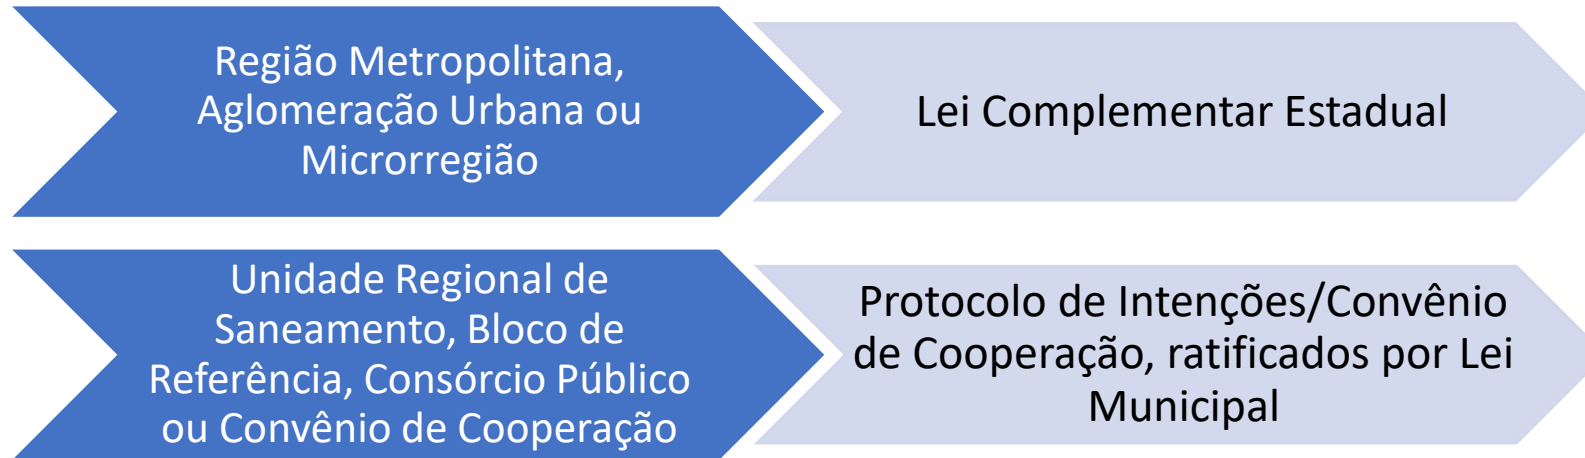 Região Metropolitana,
Aglomeração Urbana ou
Microrregião
Lei Complementar Estadual
Unidade Regional de
Saneamento, Bloco de
Referência, Consórcio Público
ou Convênio de Cooperação
Protocolo de Intenções/Convênio
de Cooperação, ratificados por Lei
Municipal